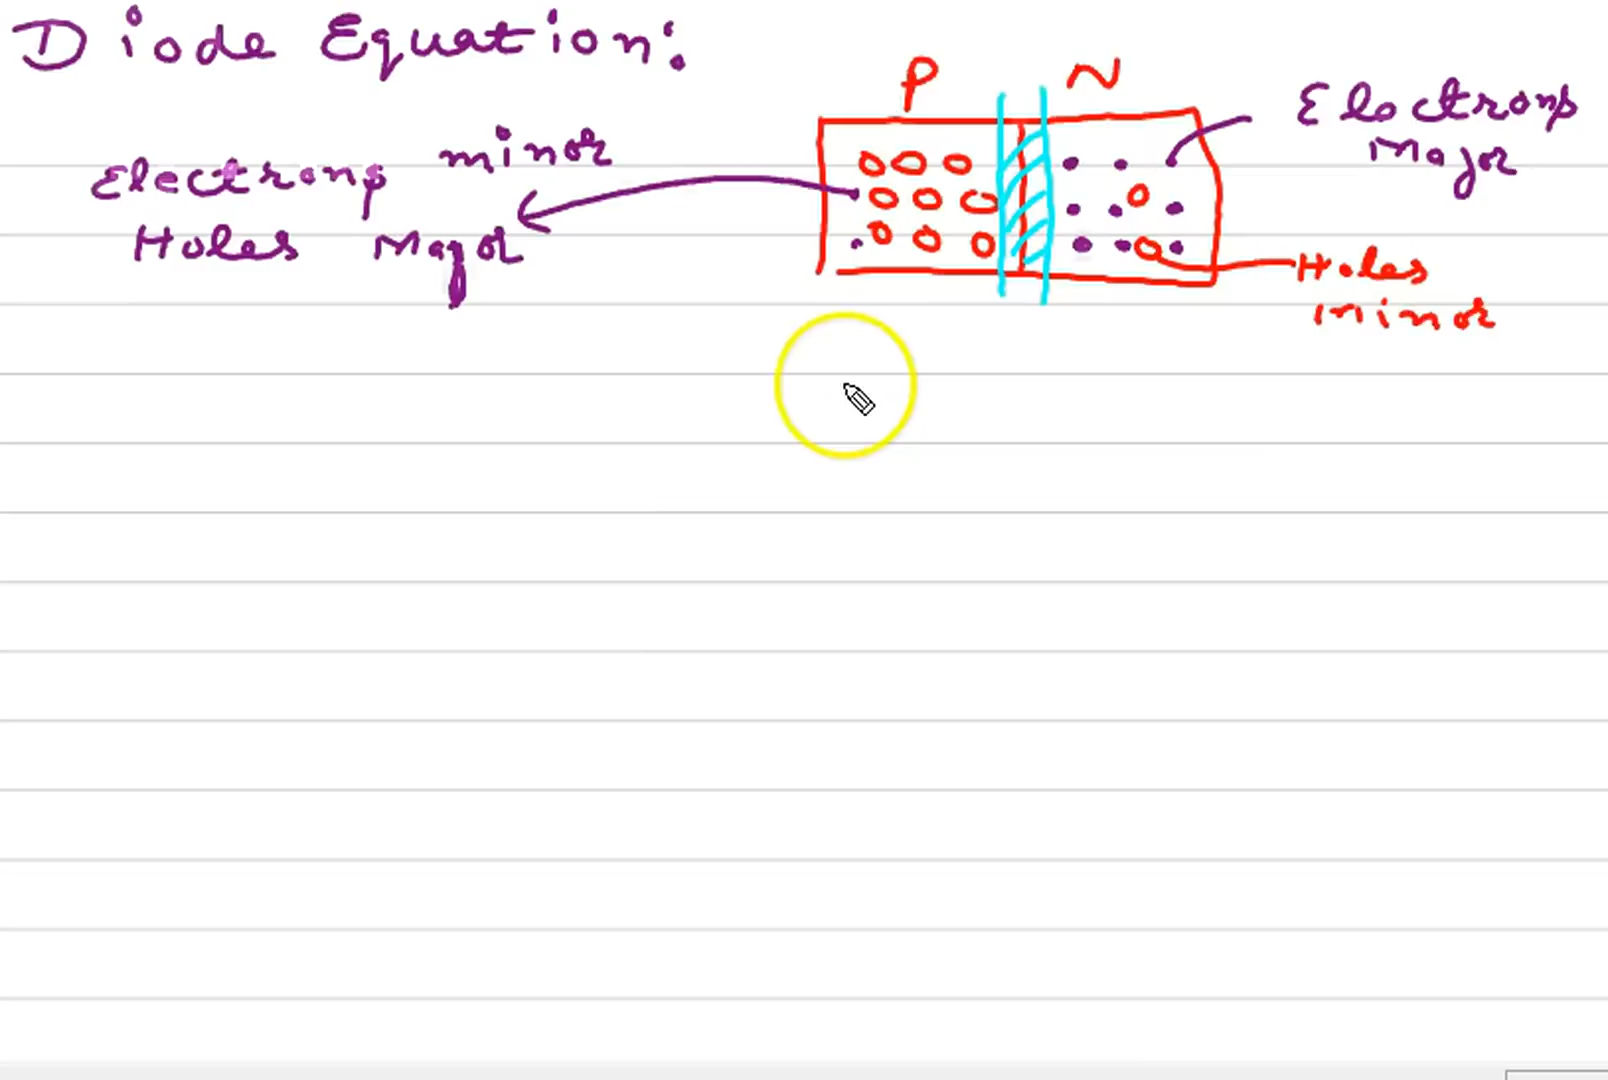 Diode Equation:
P N
Electrons
Major
Electrons minor
Holes Major
Holes
minor